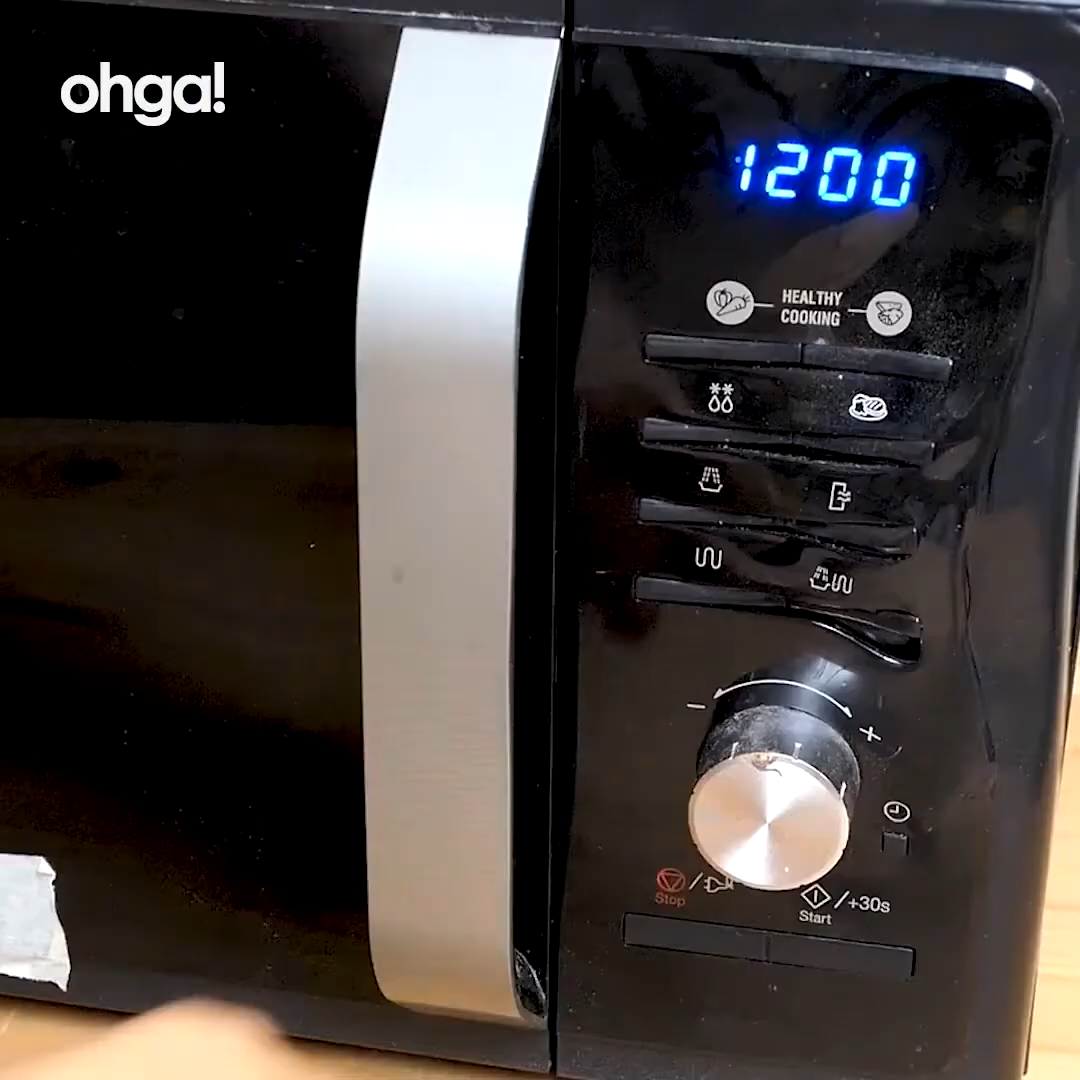 ohga!
1200
HEALTHY
COOKING
- +
Stop / /+30s
Start